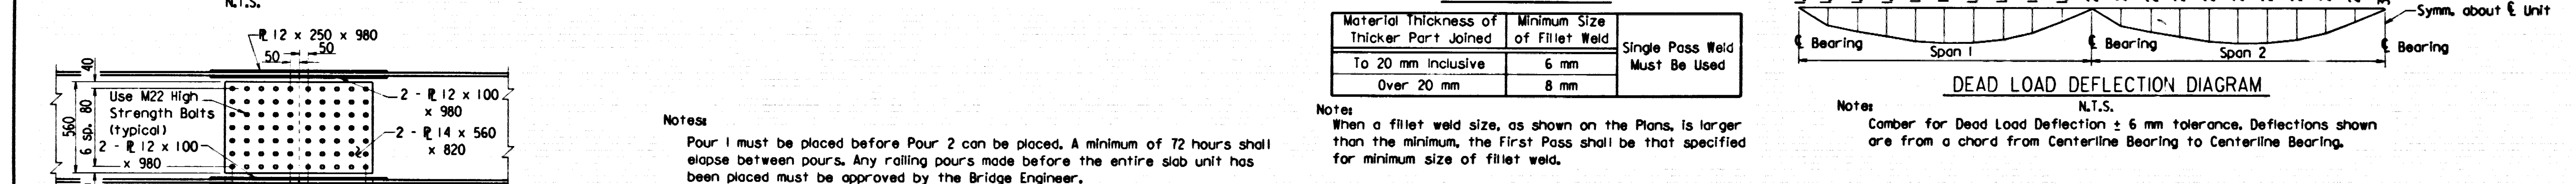 N.T.S.
℄ 12 x 250 x 980
50
50
40
Use M22 High
Strength Bolts
(typical)
560
6 sp. 80
2 - ℄ 12 x 100
x 980
2 - ℄ 12 x 100
x 980
2 - ℄ 14 x 560
x 820
Notes:
Pour 1 must be placed before Pour 2 can be placed. A minimum of 72 hours shall
elapse between pours. Any railing pours made before the entire slab unit has
been placed must be approved by the Bridge Engineer.
Material Thickness of
Thicker Part Joined
Minimum Size
of Fillet Weld
Single Pass Weld
Must Be Used
To 20 mm Inclusive
6 mm
Over 20 mm
8 mm
Note:
When a fillet weld size, as shown on the Plans, is larger
than the minimum, the First Pass shall be that specified
for minimum size of fillet weld.
Symm. about ℄ Unit
℄ Bearing
Span 1
℄ Bearing
Span 2
℄ Bearing
DEAD LOAD DEFLECTION DIAGRAM
N.T.S.
Note:
Camber for Dead Load Deflection ± 6 mm tolerance. Deflections shown
are from a chord from Centerline Bearing to Centerline Bearing.